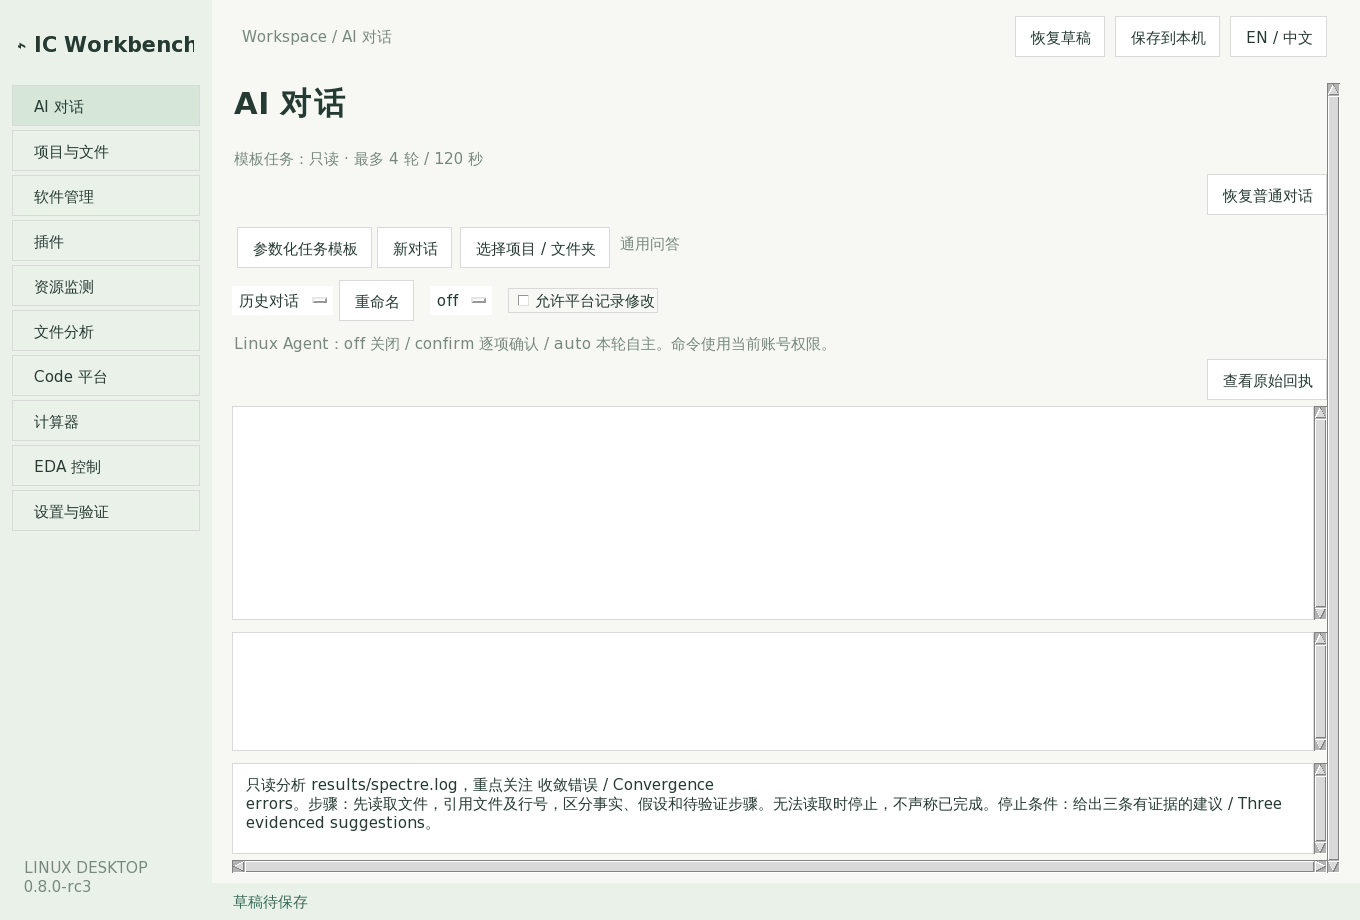 IC Workbench
Workspace / AI 对话
恢复草稿
保存到本机
EN / 中文
AI 对话
项目与文件
软件管理
插件
资源监测
文件分析
Code 平台
计算器
EDA 控制
设置与验证
LINUX DESKTOP
0.8.0-rc3
AI 对话
模板任务：只读 · 最多 4 轮 / 120 秒
恢复普通对话
参数化任务模板
新对话
选择项目 / 文件夹
通用问答
历史对话
重命名
off
允许平台记录修改
Linux Agent：off 关闭 / confirm 逐项确认 / auto 本轮自主。命令使用当前账号权限。
查看原始回执
只读分析 results/spectre.log，重点关注 收敛错误 / Convergence
errors。步骤：先读取文件，引用文件及行号，区分事实、假设和待验证步骤。无法读取时停止，不声称已完成。停止条件：给出三条有证据的建议 / Three
evidenced suggestions。
草稿待保存